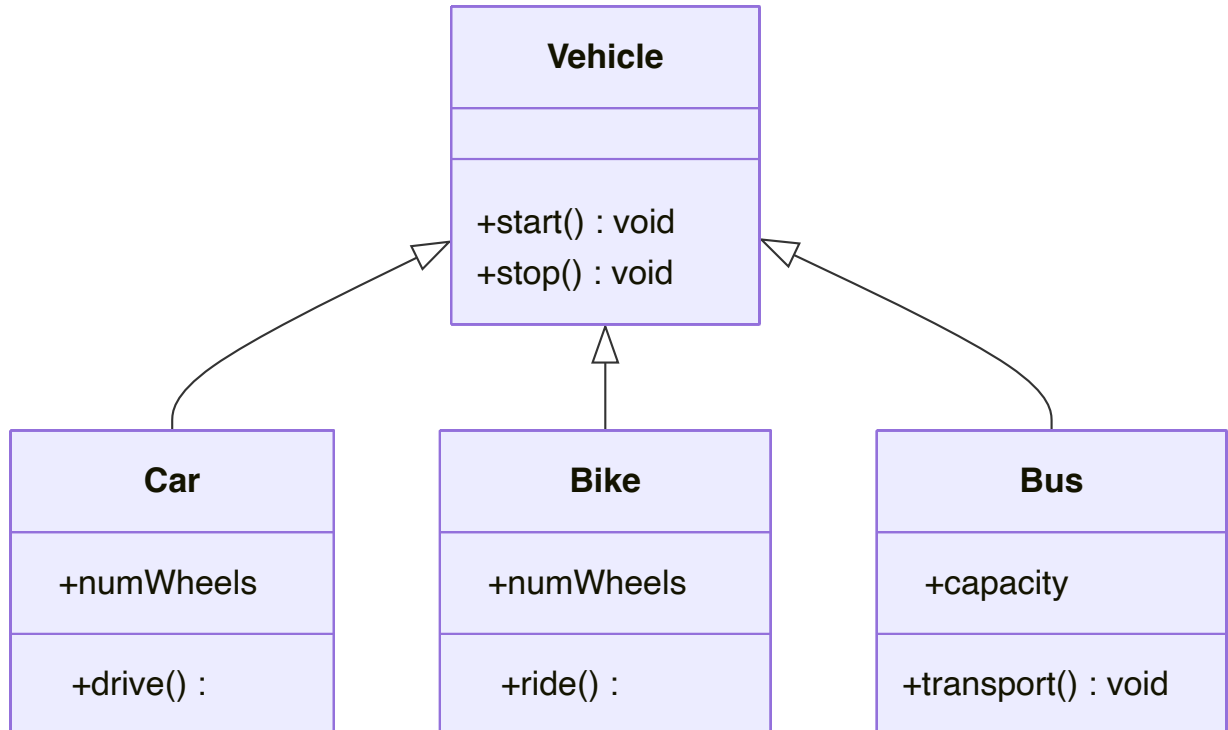 Vehicle
+start() : void
+stop() : void
Car
+numWheels
+drive() :
Bike
+numWheels
+ride() :
Bus
+capacity
+transport() : void